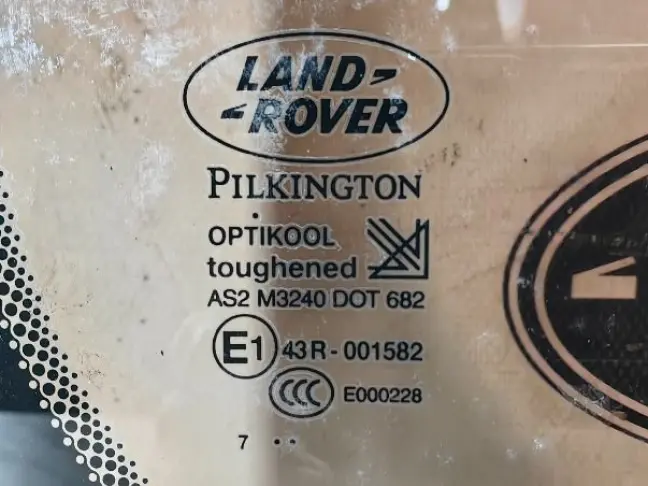 LAND
ROVER
PILKINGTON
OPTIKOOL
toughened
AS2 M3240 DOT 682
E1 43R-001582
CCC E000228
7 ••